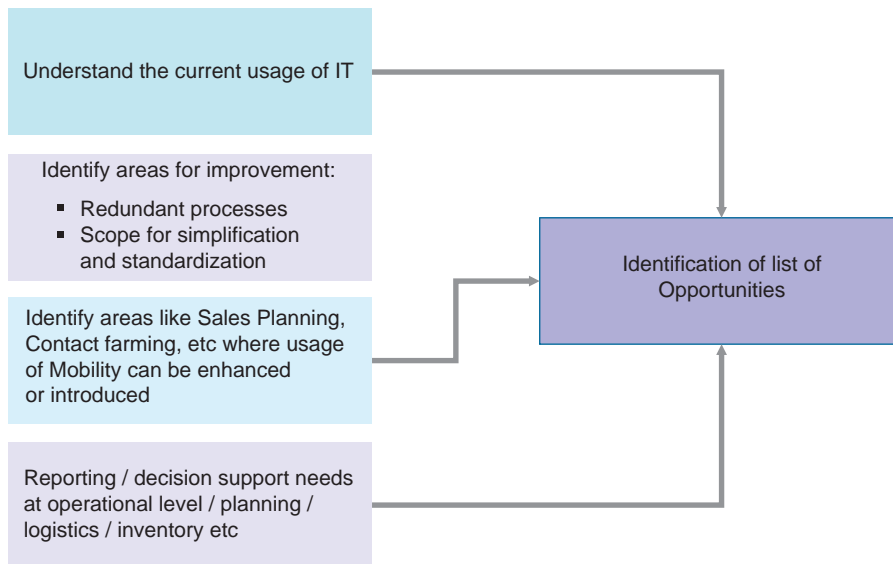 Understand the current usage of IT
Identify areas for improvement:
▪ Redundant processes
▪ Scope for simplification
and standardization
Identify areas like Sales Planning,
Contact farming, etc where usage
of Mobility can be enhanced
or introduced
Reporting / decision support needs
at operational level / planning /
logistics / inventory etc
Identification of list of
Opportunities